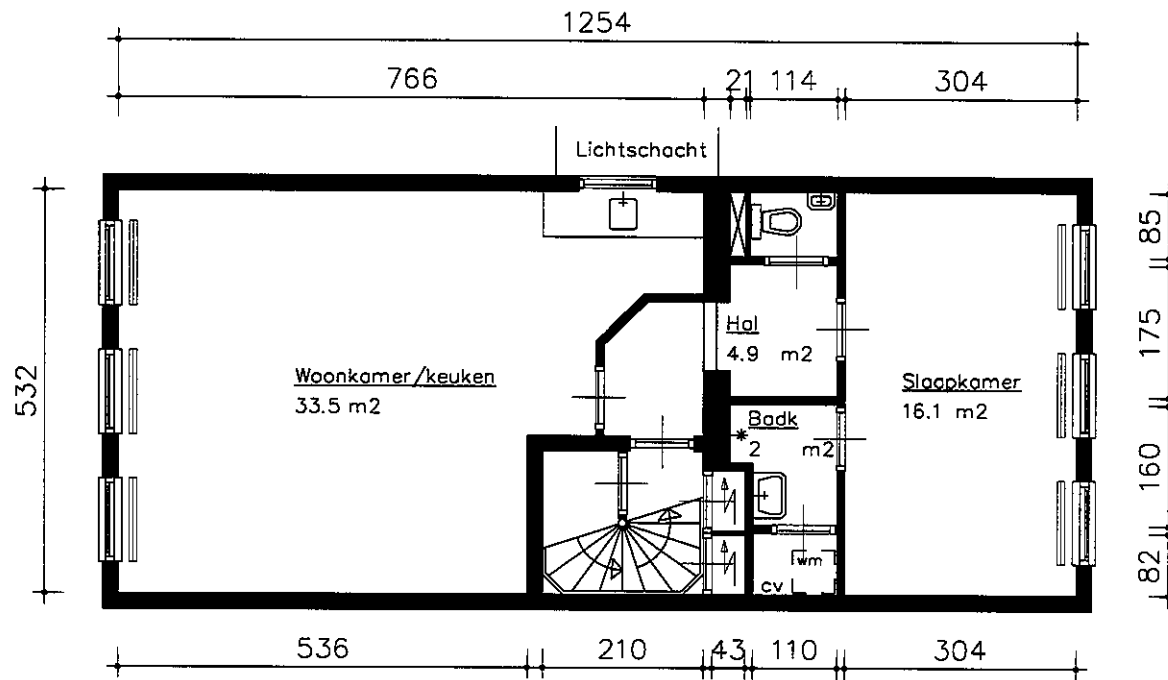 1254
766 21 114 304
Lichtschacht
85
175
160
82
532
Hal
4.9 m2
Woonkamer/keuken
33.5 m2
Slaapkamer
16.1 m2
Badk
* 2 m2
wm
cv
536 210 43 110 304